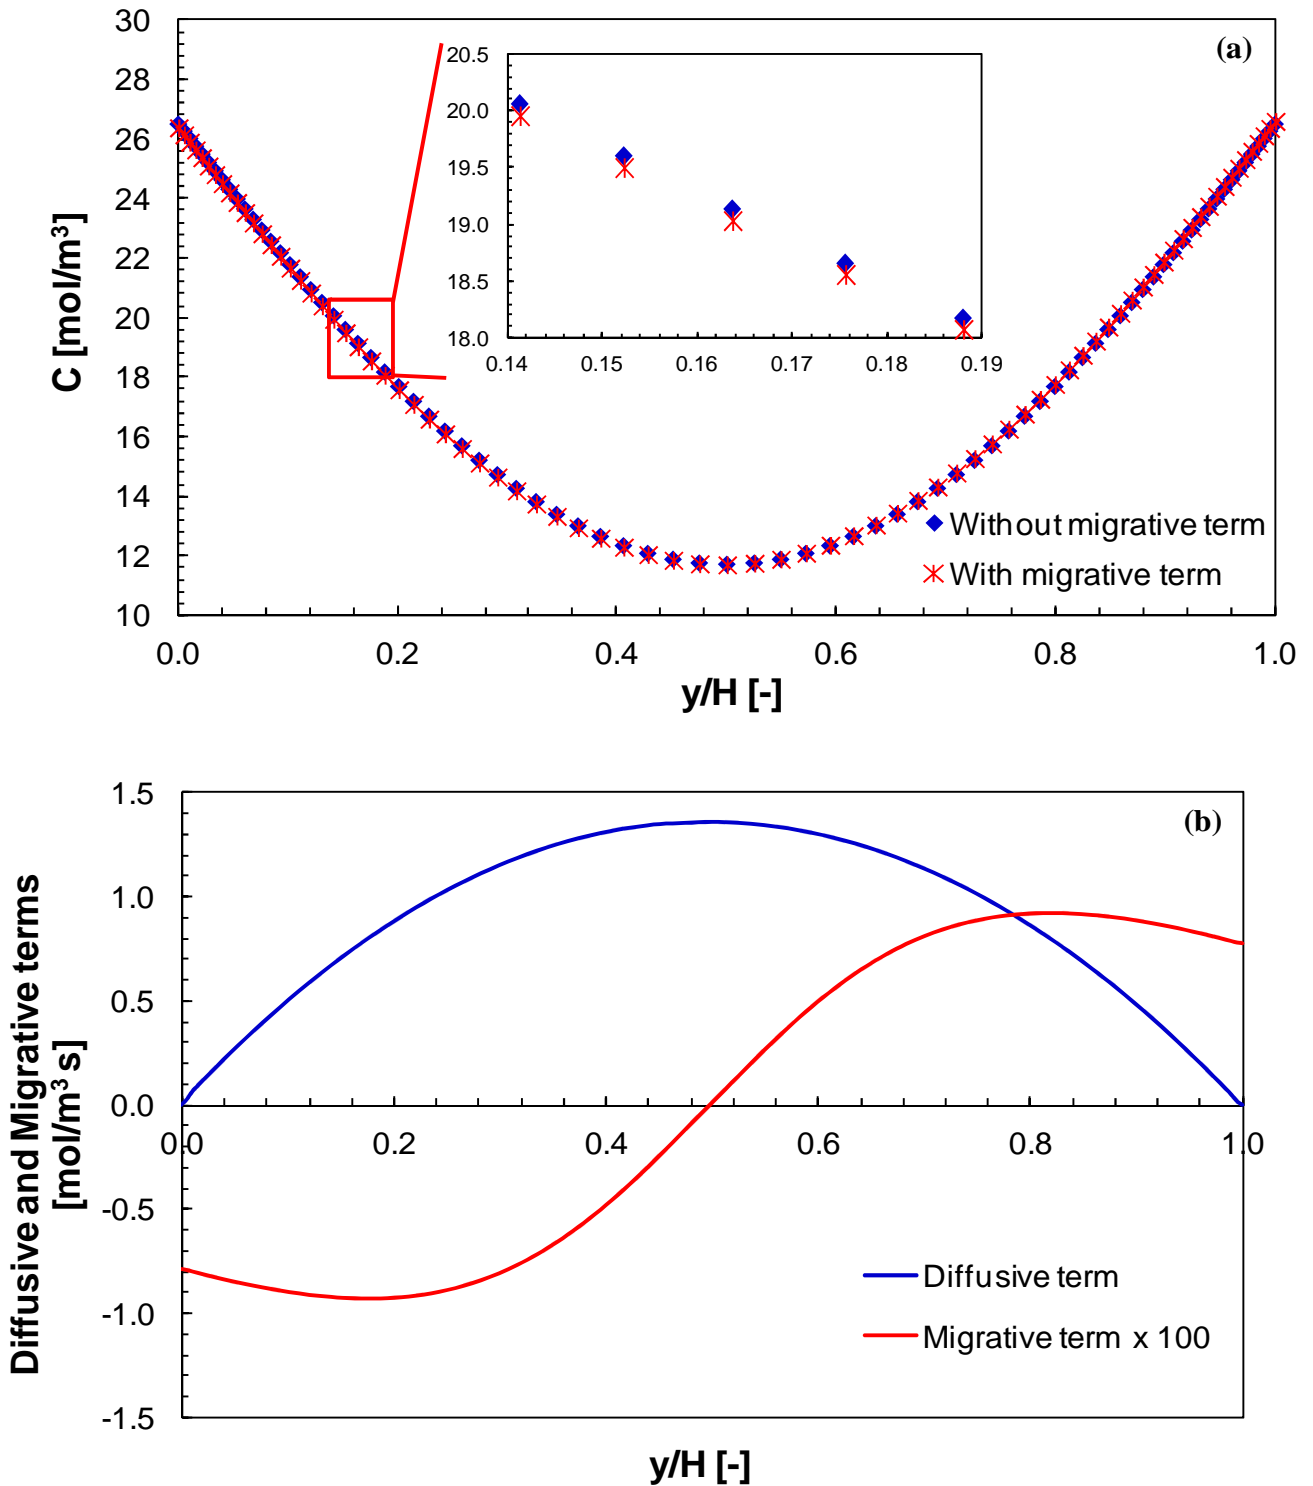 (a)
C [mol/m³]
30
28
26
24
22
20
18
16
14
12
10
20.5
20.0
19.5
19.0
18.5
18.0
0.14 0.15 0.16 0.17 0.18 0.19
Without migrative term
With migrative term
0.0 0.2 0.4 0.6 0.8 1.0
y/H [-]
(b)
Diffusive and Migrative terms
[mol/m³ s]
1.5
1.0
0.5
0.0
-0.5
-1.0
-1.5
0.0 0.2 0.4 0.6 0.8 1.0
Diffusive term
Migrative term x 100
y/H [-]